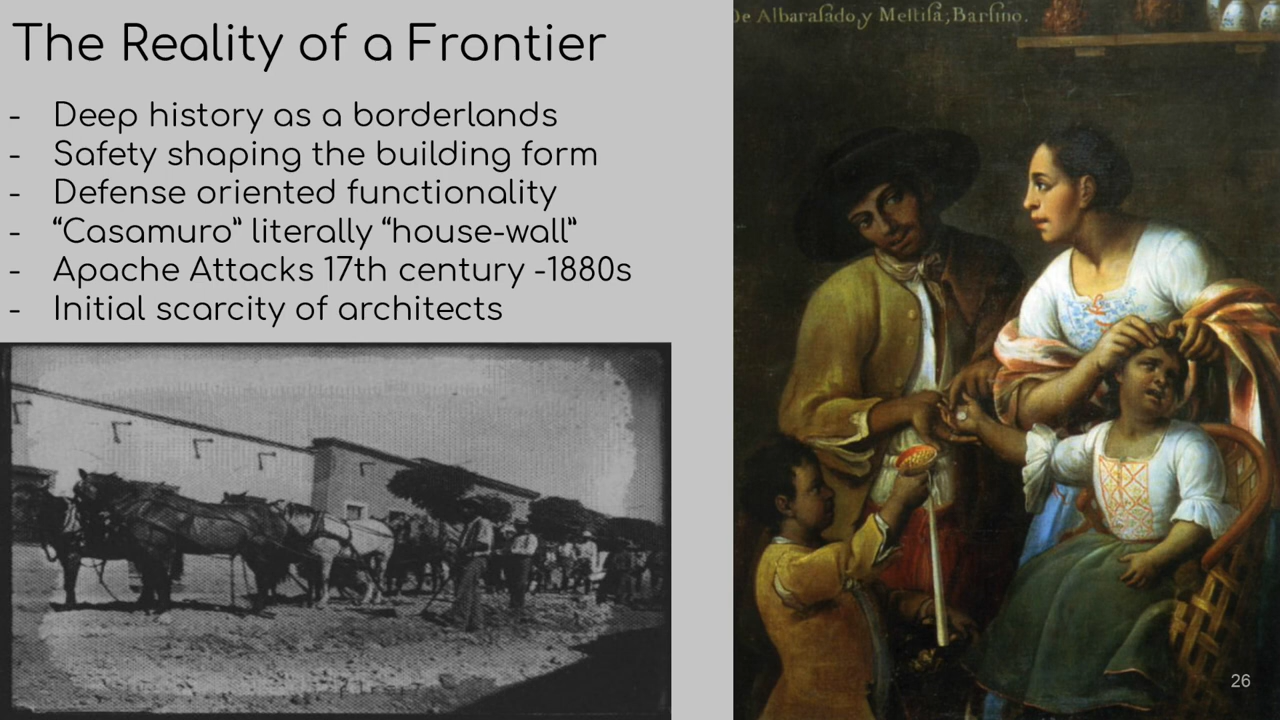 The Reality of a Frontier
- Deep history as a borderlands
- Safety shaping the building form
- Defense oriented functionality
- “Casamuro” literally “house-wall”
- Apache Attacks 17th century -1880s
- Initial scarcity of architects
De Albarasado, y Mestisa; Barsino.
26